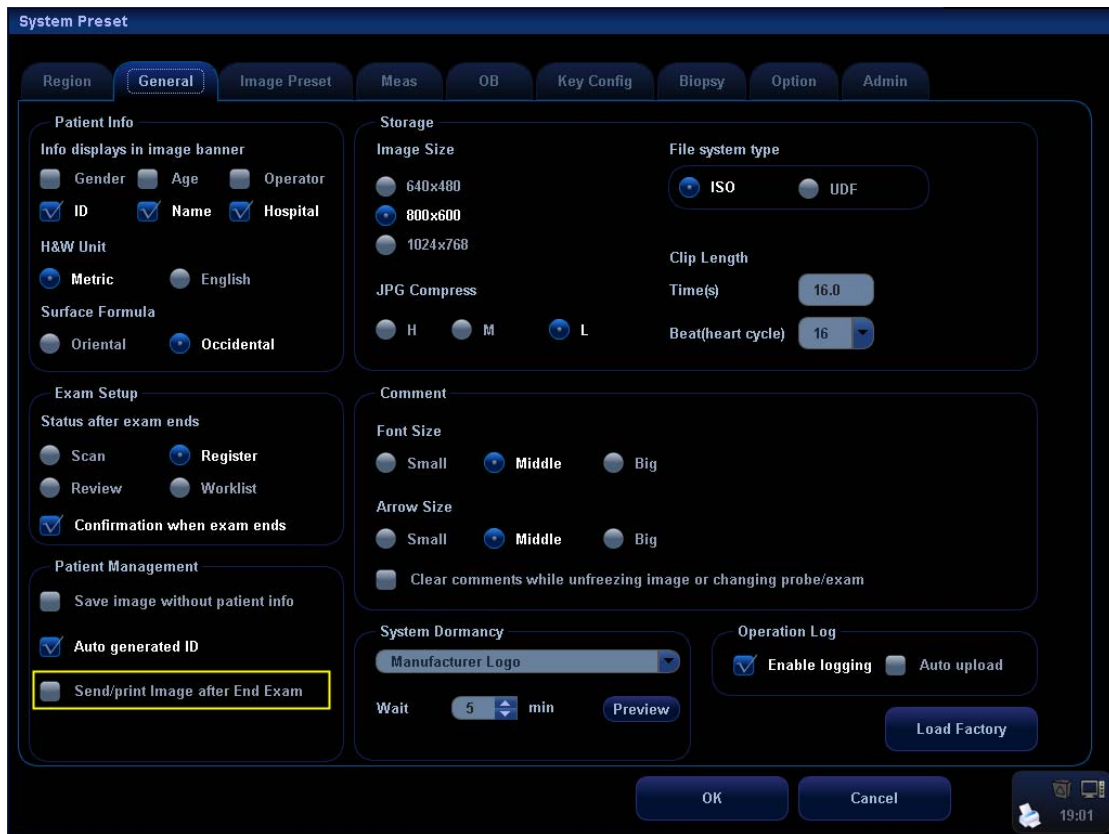 System Preset
Region General Image Preset Meas OB Key Config Biopsy Option Admin
Patient Info
Info displays in image banner
Gender Age Operator
ID Name Hospital
H&W Unit
Metric English
Surface Formula
Oriental Occidental
Storage
Image Size
640x480
800x600
1024x768
JPG Compress
H M L
File system type
ISO UDF
Clip Length
Time(s) 16.0
Beat(heart cycle) 16
Exam Setup
Status after exam ends
Scan Register
Review Worklist
Confirmation when exam ends
Comment
Font Size
Small Middle Big
Arrow Size
Small Middle Big
Clear comments while unfreezing image or changing probe/exam
Patient Management
Save image without patient info
Auto generated ID
Send/print Image after End Exam
System Dormancy
Manufacturer Logo
Wait 5 min Preview
Operation Log
Enable logging Auto upload
Load Factory
OK Cancel
19:01